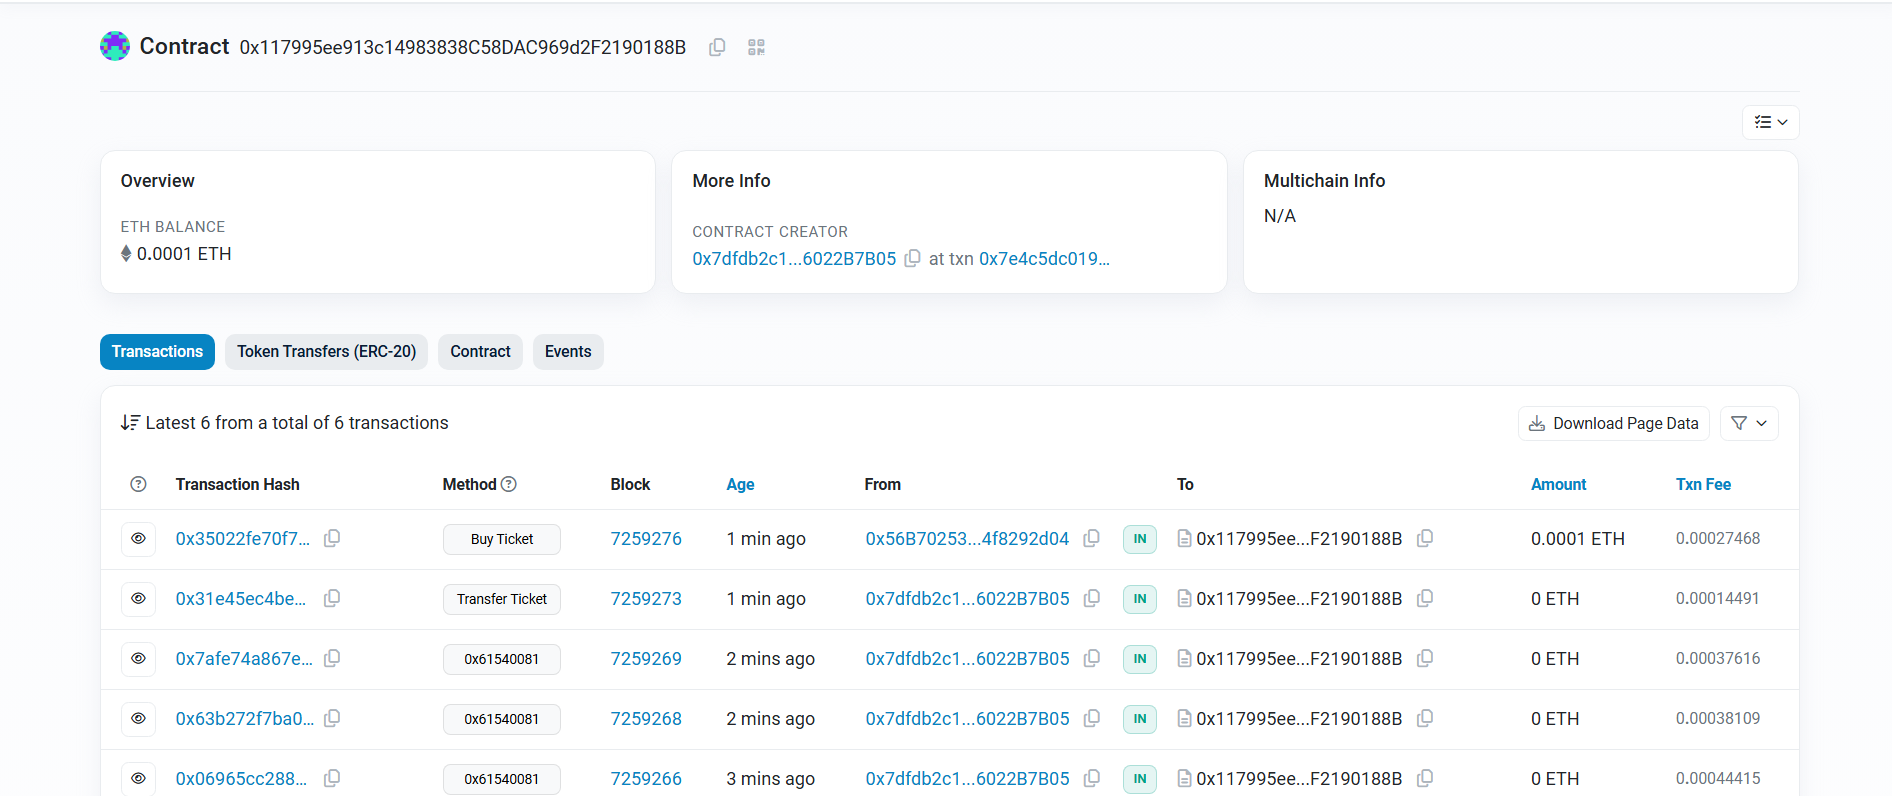 Contract 0x117995ee913c14983838C58DAC969d2F2190188B
Overview
ETH BALANCE
0.0001 ETH
More Info
CONTRACT CREATOR
0x7dfdb2c1...6022B7B05 at txn 0x7e4c5dc019...
Multichain Info
N/A
Transactions Token Transfers (ERC-20) Contract Events
Latest 6 from a total of 6 transactions Download Page Data
Transaction Hash Method Block Age From To Amount Txn Fee
0x35022fe70f7... Buy Ticket 7259276 1 min ago 0x56B70253...4f8292d04 IN 0x117995ee...F2190188B 0.0001 ETH 0.00027468
0x31e45ec4be... Transfer Ticket 7259273 1 min ago 0x7dfdb2c1...6022B7B05 IN 0x117995ee...F2190188B 0 ETH 0.00014491
0x7afe74a867e... 0x61540081 7259269 2 mins ago 0x7dfdb2c1...6022B7B05 IN 0x117995ee...F2190188B 0 ETH 0.00037616
0x63b272f7ba0... 0x61540081 7259268 2 mins ago 0x7dfdb2c1...6022B7B05 IN 0x117995ee...F2190188B 0 ETH 0.00038109
0x06965cc288... 0x61540081 7259266 3 mins ago 0x7dfdb2c1...6022B7B05 IN 0x117995ee...F2190188B 0 ETH 0.00044415